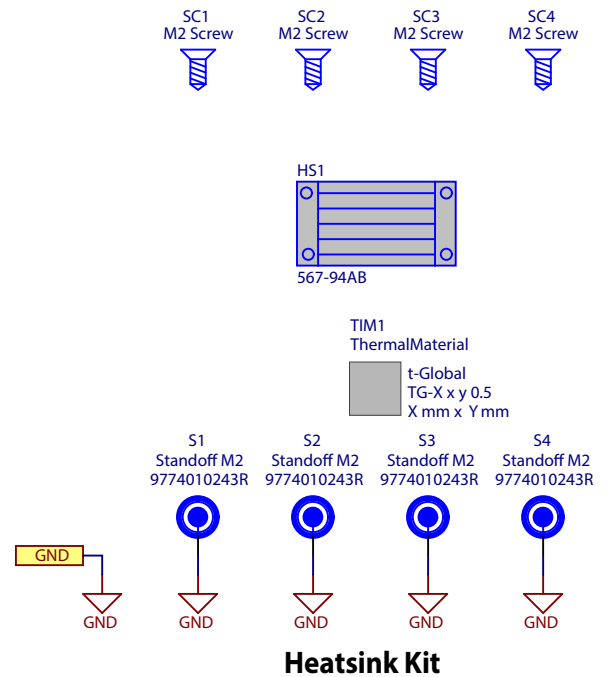 SC1
M2 Screw
SC2
M2 Screw
SC3
M2 Screw
SC4
M2 Screw
HS1
567-94AB
TIM1
ThermalMaterial
t-Global
TG-X x y 0.5
X mm x Y mm
S1
Standoff M2
9774010243R
S2
Standoff M2
9774010243R
S3
Standoff M2
9774010243R
S4
Standoff M2
9774010243R
GND
GND
GND
GND
GND
GND
Heatsink Kit